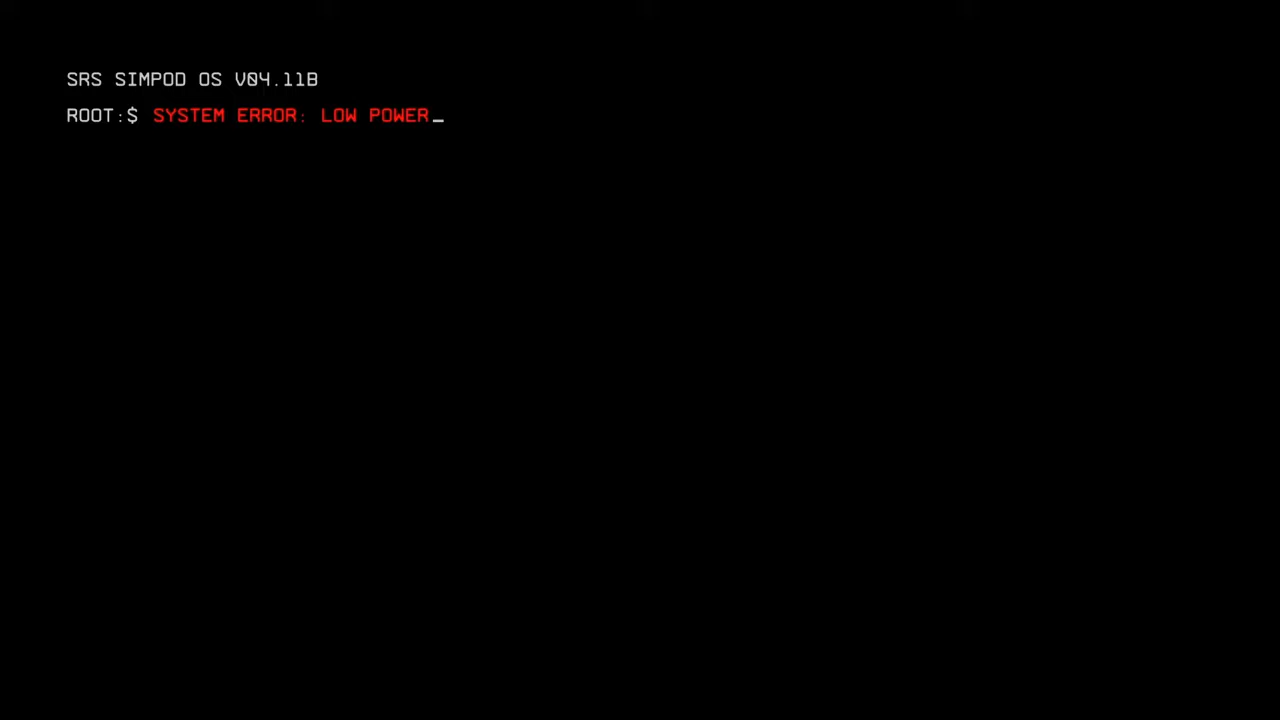 SRS SIMPOD OS V04.11B
ROOT:$ SYSTEM ERROR: LOW POWER_